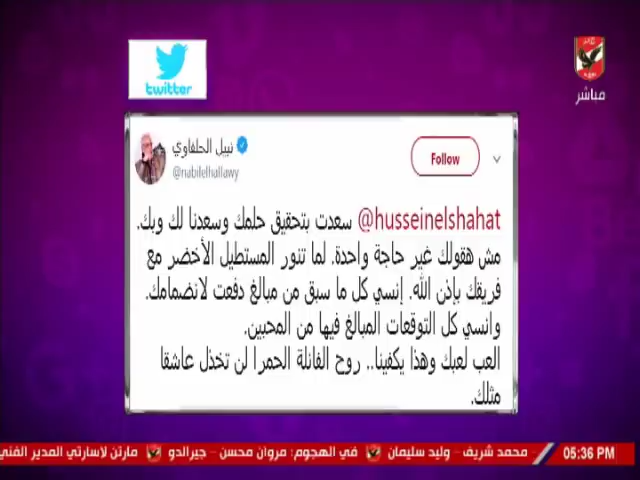 twitter
مباشر
نبيل الحلفاوي
@nabilelhallawy
Follow
@husseinelshahat سعدت بتحقيق حلمك وسعدنا لك وبك.
مش هقولك غير حاجة واحدة. لما تنور المستطيل الأخضر مع
فريقك بإذن الله. إنسي كل ما سبق من مبالغ دفعت لانضمامك.
وانسي كل التوقعات المبالغ فيها من المحبين.
العب لعبك وهذا يكفينا.. روح الفانلة الحمرا لن تخذل عاشقا
مثلك.
محمد شريف – وليد سليمان في الهجوم: مروان محسن – جيرالدو مارتن لاسارتي المدير الفني
05:36 PM